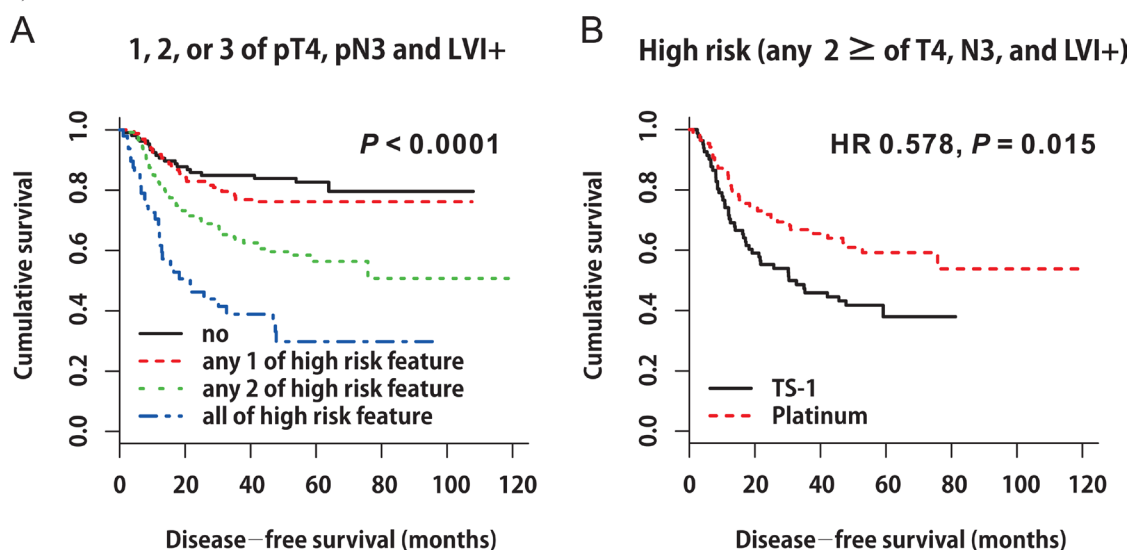 A
1, 2, or 3 of pT4, pN3 and LVI+
P < 0.0001
Cumulative survival
1.0
0.8
0.6
0.4
0.2
0.0
no
any 1 of high risk feature
any 2 of high risk feature
all of high risk feature
0 20 40 60 80 100 120
Disease−free survival (months)
B
High risk (any 2 ≥ of T4, N3, and LVI+)
HR 0.578, P = 0.015
Cumulative survival
1.0
0.8
0.6
0.4
0.2
0.0
TS-1
Platinum
0 20 40 60 80 100 120
Disease−free survival (months)